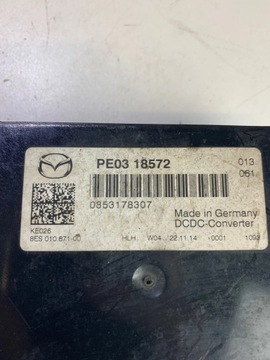 PE03 18572
013
061
0853178307
Made in Germany
DCDC-Converter
KE026
8ES 010 871-00
HLH W04 22 11 14 -0001 1093